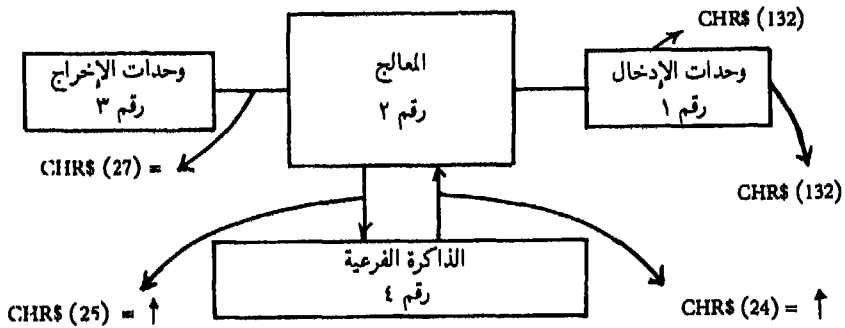 CHR$ (132)
وحدات الإدخال
رقم ١
المعالج
رقم ٢
وحدات الإخراج
رقم ٣
CHR$ (27) = ـ
CHR$ (132)
الذاكرة الفرعية
رقم ٤
CHR$ (24) = ↑
CHR$ (25) = ↑